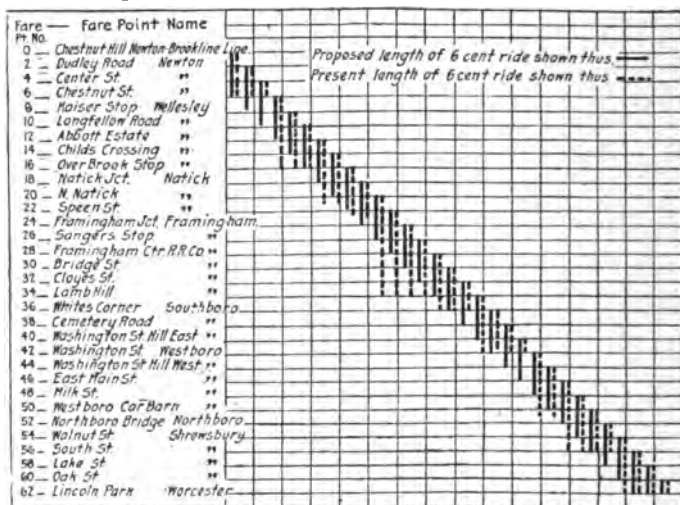 Fare — Fare Point Name
Pt. No.
0 — Chestnut Hill Newton-Brookline Line.
2 — Dudley Road Newton
4 — Center St. "
6 — Chestnut St. "
8 — Kaiser Stop Wellesley
10 — Longfellow Road "
12 — Abbott Estate "
14 — Childs Crossing "
16 — OverBrook Stop "
18 — Natick Jct. Natick
20 — N. Natick "
22 — Speen St. "
24 — Framingham Jct. Framingham.
26 — Sangers Stop "
28 — Framingham Ctr. R.R. Co "
30 — Bridge St. "
32 — Cloyes St. "
34 — Lamb Hill "
36 — Whites Corner Southboro
38 — Cemetery Road "
40 — Washington St Hill East "
42 — Washington St. Westboro
44 — Washington St Hill West "
46 — East Main St. "
48 — Milk St. "
50 — Westboro Car Barn "
52 — Northboro Bridge Northboro
54 — Walnut St. Shrewsbury
56 — South St. "
58 — Lake St "
60 — Oak St "
62 — Lincoln Park Worcester
Proposed length of 6 cent ride shown thus
Present length of 6 cent ride shown thus